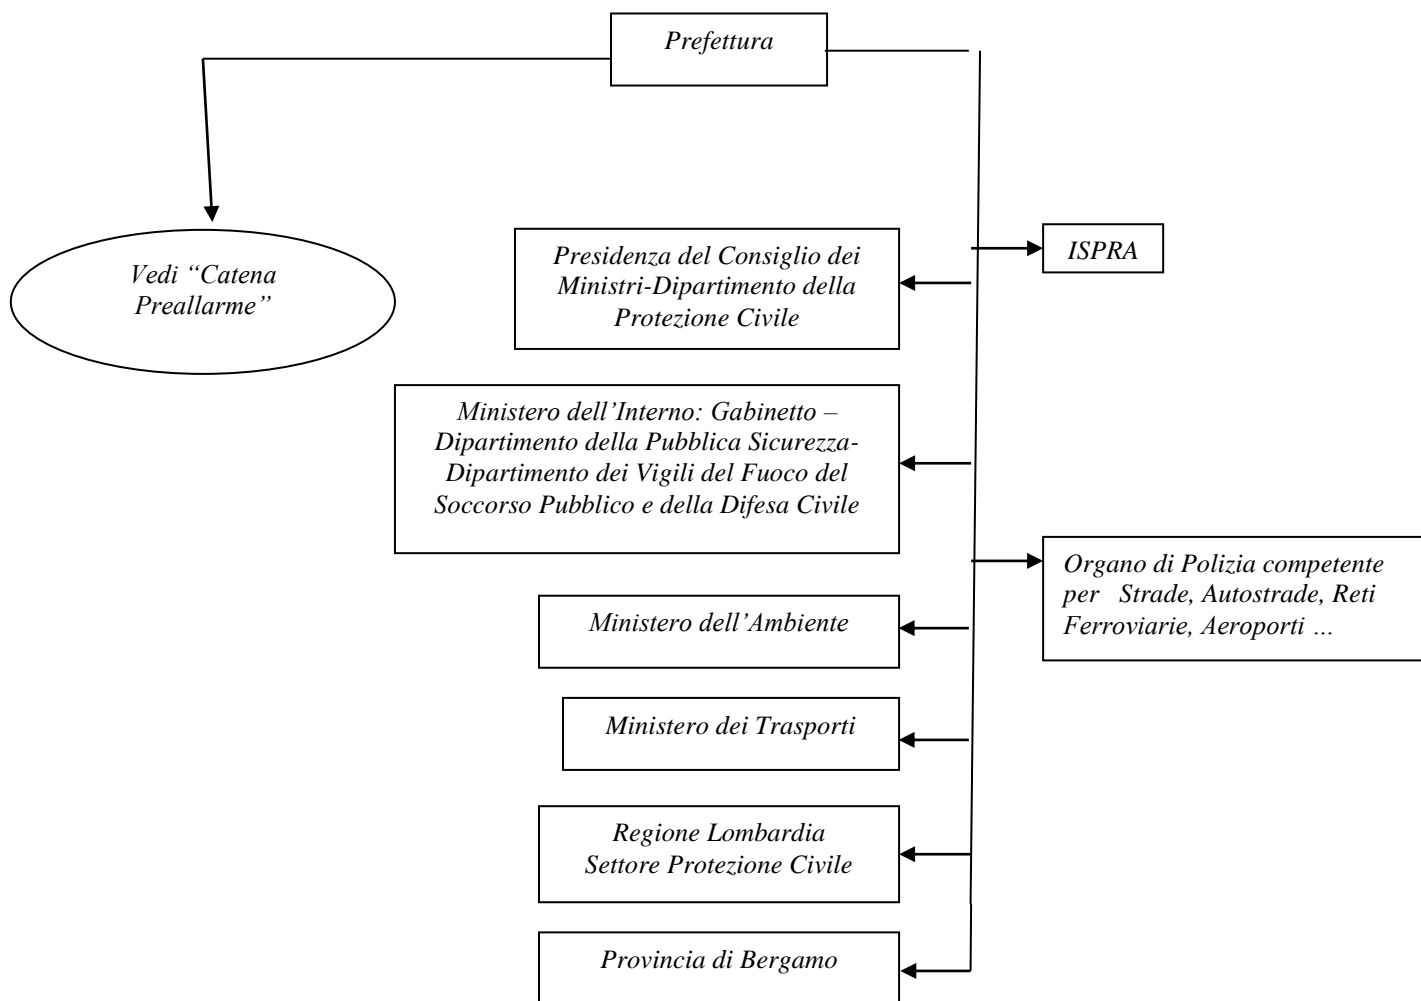 Prefettura
Vedi “Catena
Preallarme”
Presidenza del Consiglio dei
Ministri-Dipartimento della
Protezione Civile
ISPRA
Ministero dell’Interno: Gabinetto –
Dipartimento della Pubblica Sicurezza-
Dipartimento dei Vigili del Fuoco del
Soccorso Pubblico e della Difesa Civile
Organo di Polizia competente
per Strade, Autostrade, Reti
Ferroviarie, Aeroporti …
Ministero dell’Ambiente
Ministero dei Trasporti
Regione Lombardia
Settore Protezione Civile
Provincia di Bergamo